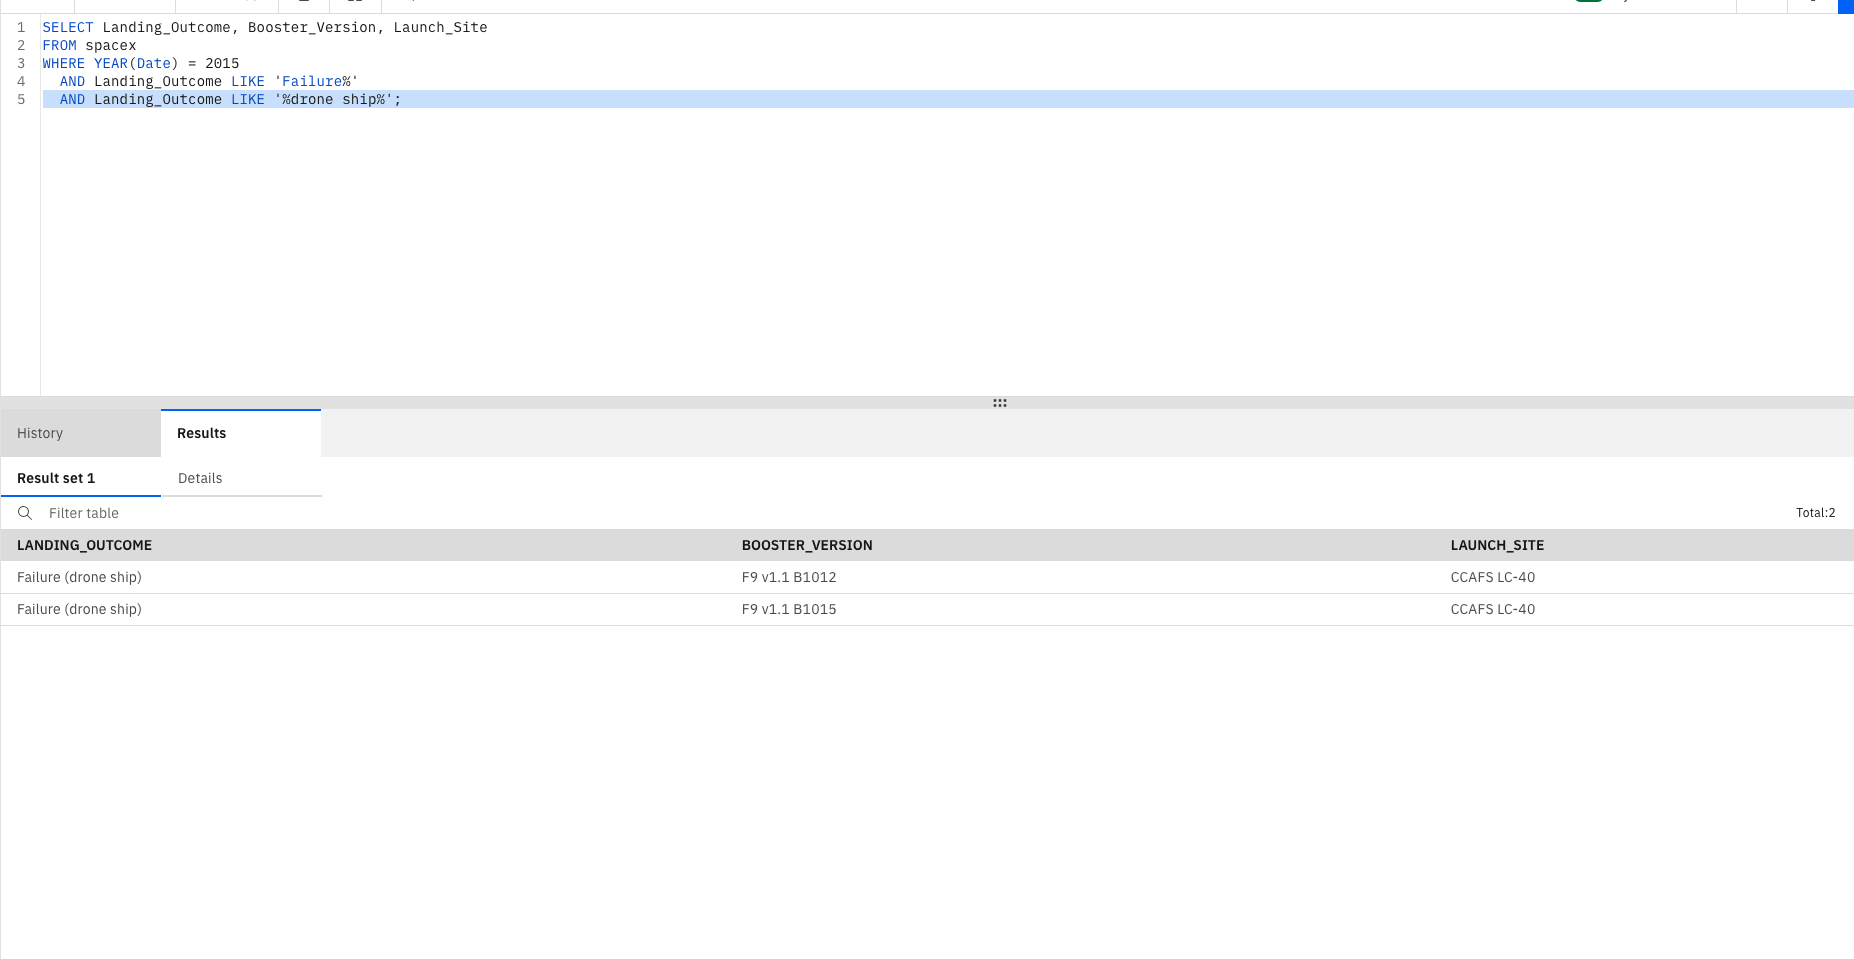 1 SELECT Landing_Outcome, Booster_Version, Launch_Site
2 FROM spacex
3 WHERE YEAR(Date) = 2015
4 AND Landing_Outcome LIKE 'Failure%'
5 AND Landing_Outcome LIKE '%drone ship%';
History Results
Result set 1 Details
Filter table Total:2
LANDING_OUTCOME BOOSTER_VERSION LAUNCH_SITE
Failure (drone ship) F9 v1.1 B1012 CCAFS LC-40
Failure (drone ship) F9 v1.1 B1015 CCAFS LC-40